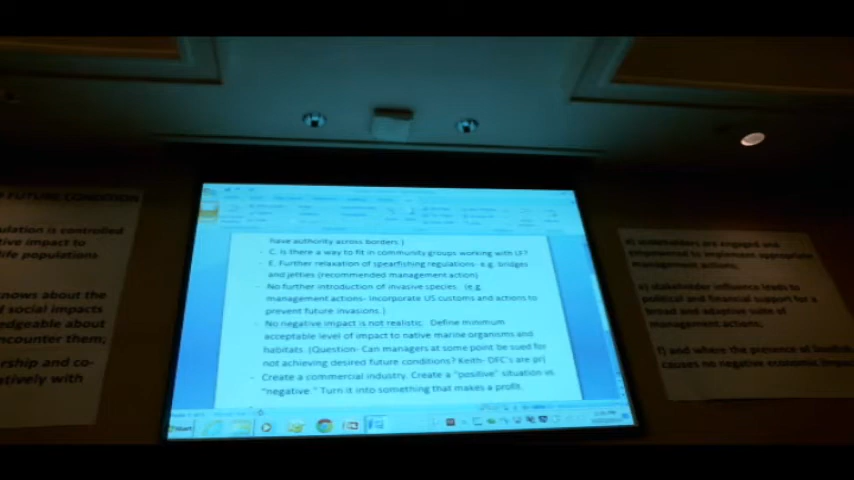 FUTURE CONDITION
ulation is controlled
tive impact to
life populations
nows about the
d social impacts
edgeable about
encounter them;
ership and co-
atively with
have authority across borders.)
- C. Is there a way to fit in community groups working with LF?
- E. Further relaxation of spearfishing regulations- e.g. bridges
and jetties (recommended management action)
- No further introduction of invasive species. (e.g.
management actions- Incorporate US customs and actions to
prevent future invasions.)
- No negative impact is not realistic. Define minimum
acceptable level of impact to native marine organisms and
habitats. (Question- Can managers at some point be sued for
not achieving desired future conditions? Keith- DFC's are pr)
- Create a commercial industry. Create a "positive" situation vs
"negative." Turn it into something that makes a profit.
Start
stakeholders are engaged and
empowered to implement appropriate
management actions;
stakeholder influence leads to
political and financial support for a
broad and adaptive suite of
management actions;
f) and where the presence of lionfish
causes no negative economic impact